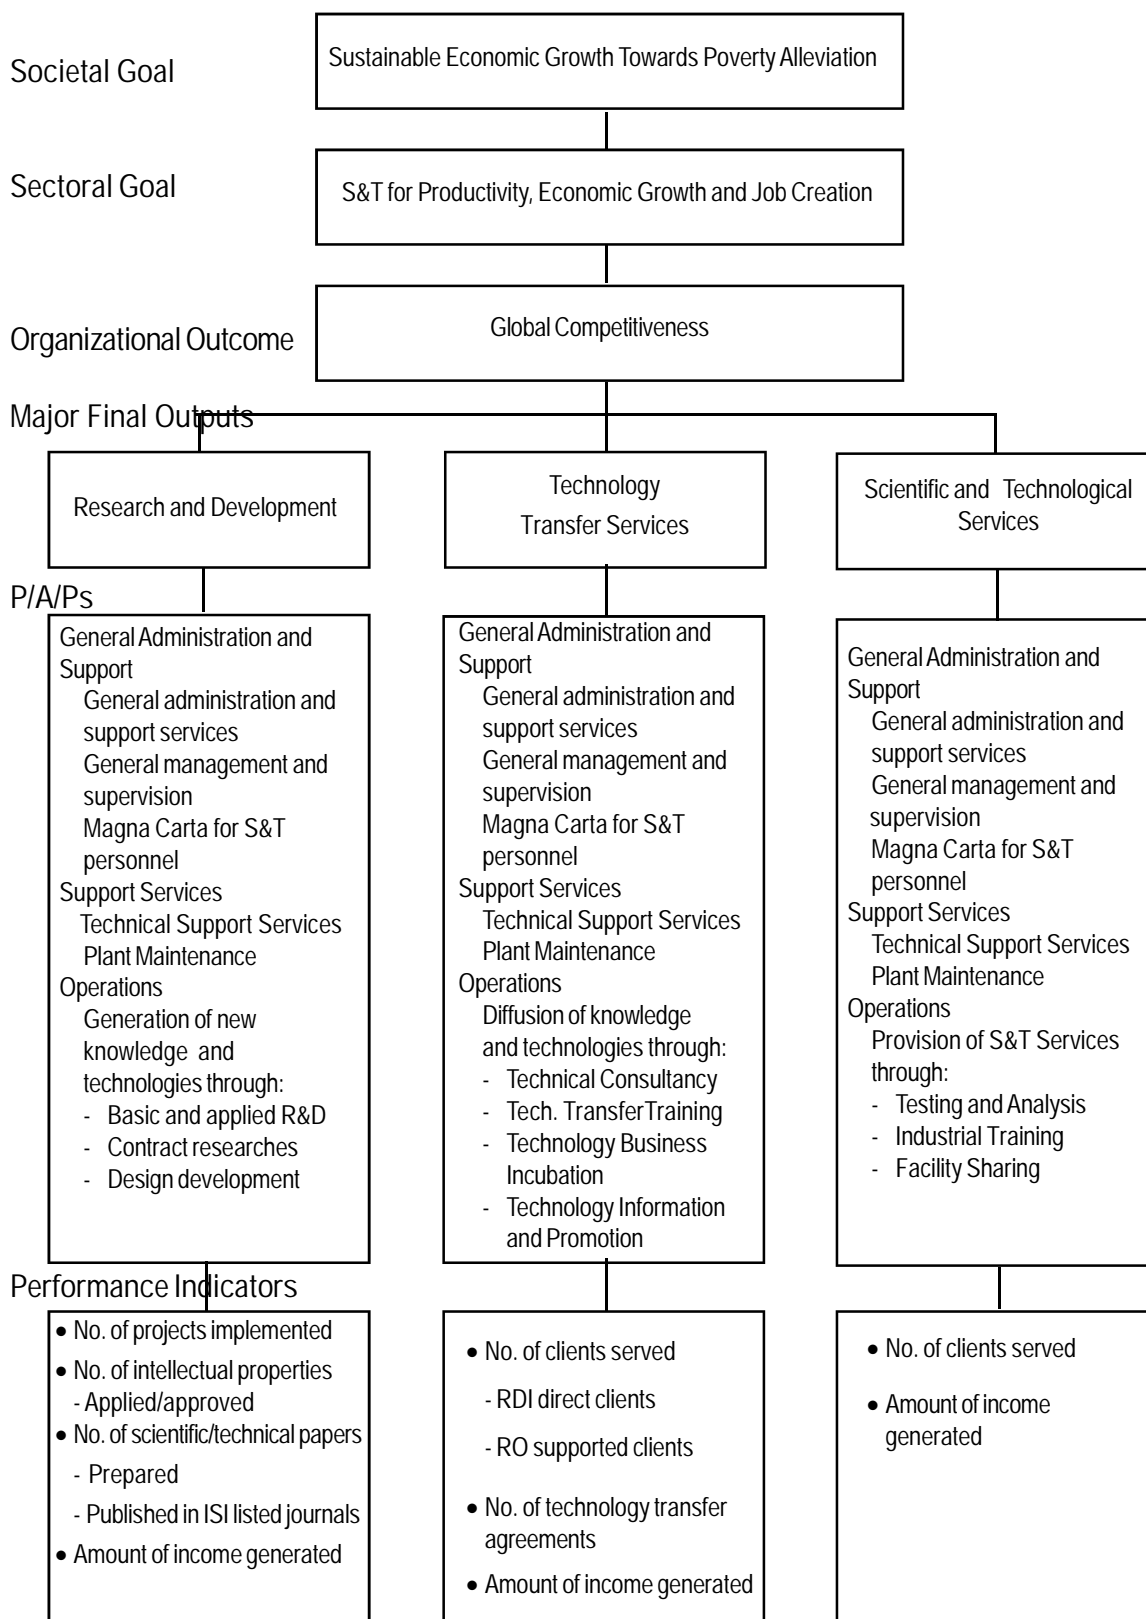 Societal Goal
Sustainable Economic Growth Towards Poverty Alleviation
Sectoral Goal
S&T for Productivity, Economic Growth and Job Creation
Organizational Outcome
Global Competitiveness
Major Final Outputs
Research and Development
Technology
Transfer Services
Scientific and Technological
Services
P/A/Ps
General Administration and
Support
General administration and
support services
General management and
supervision
Magna Carta for S&T
personnel
Support Services
Technical Support Services
Plant Maintenance
Operations
Generation of new
knowledge and
technologies through:
- Basic and applied R&D
- Contract researches
- Design development
General Administration and
Support
General administration and
support services
General management and
supervision
Magna Carta for S&T
personnel
Support Services
Technical Support Services
Plant Maintenance
Operations
Diffusion of knowledge
and technologies through:
- Technical Consultancy
- Tech. Transfer Training
- Technology Business
Incubation
- Technology Information
and Promotion
General Administration and
Support
General administration and
support services
General management and
supervision
Magna Carta for S&T
personnel
Support Services
Technical Support Services
Plant Maintenance
Operations
Provision of S&T Services
through:
- Testing and Analysis
- Industrial Training
- Facility Sharing
Performance Indicators
• No. of projects implemented
• No. of intellectual properties
- Applied/approved
• No. of scientific/technical papers
- Prepared
- Published in ISI listed journals
• Amount of income generated
• No. of clients served
- RDI direct clients
- RO supported clients
• No. of technology transfer
agreements
• Amount of income generated
• No. of clients served
• Amount of income
generated